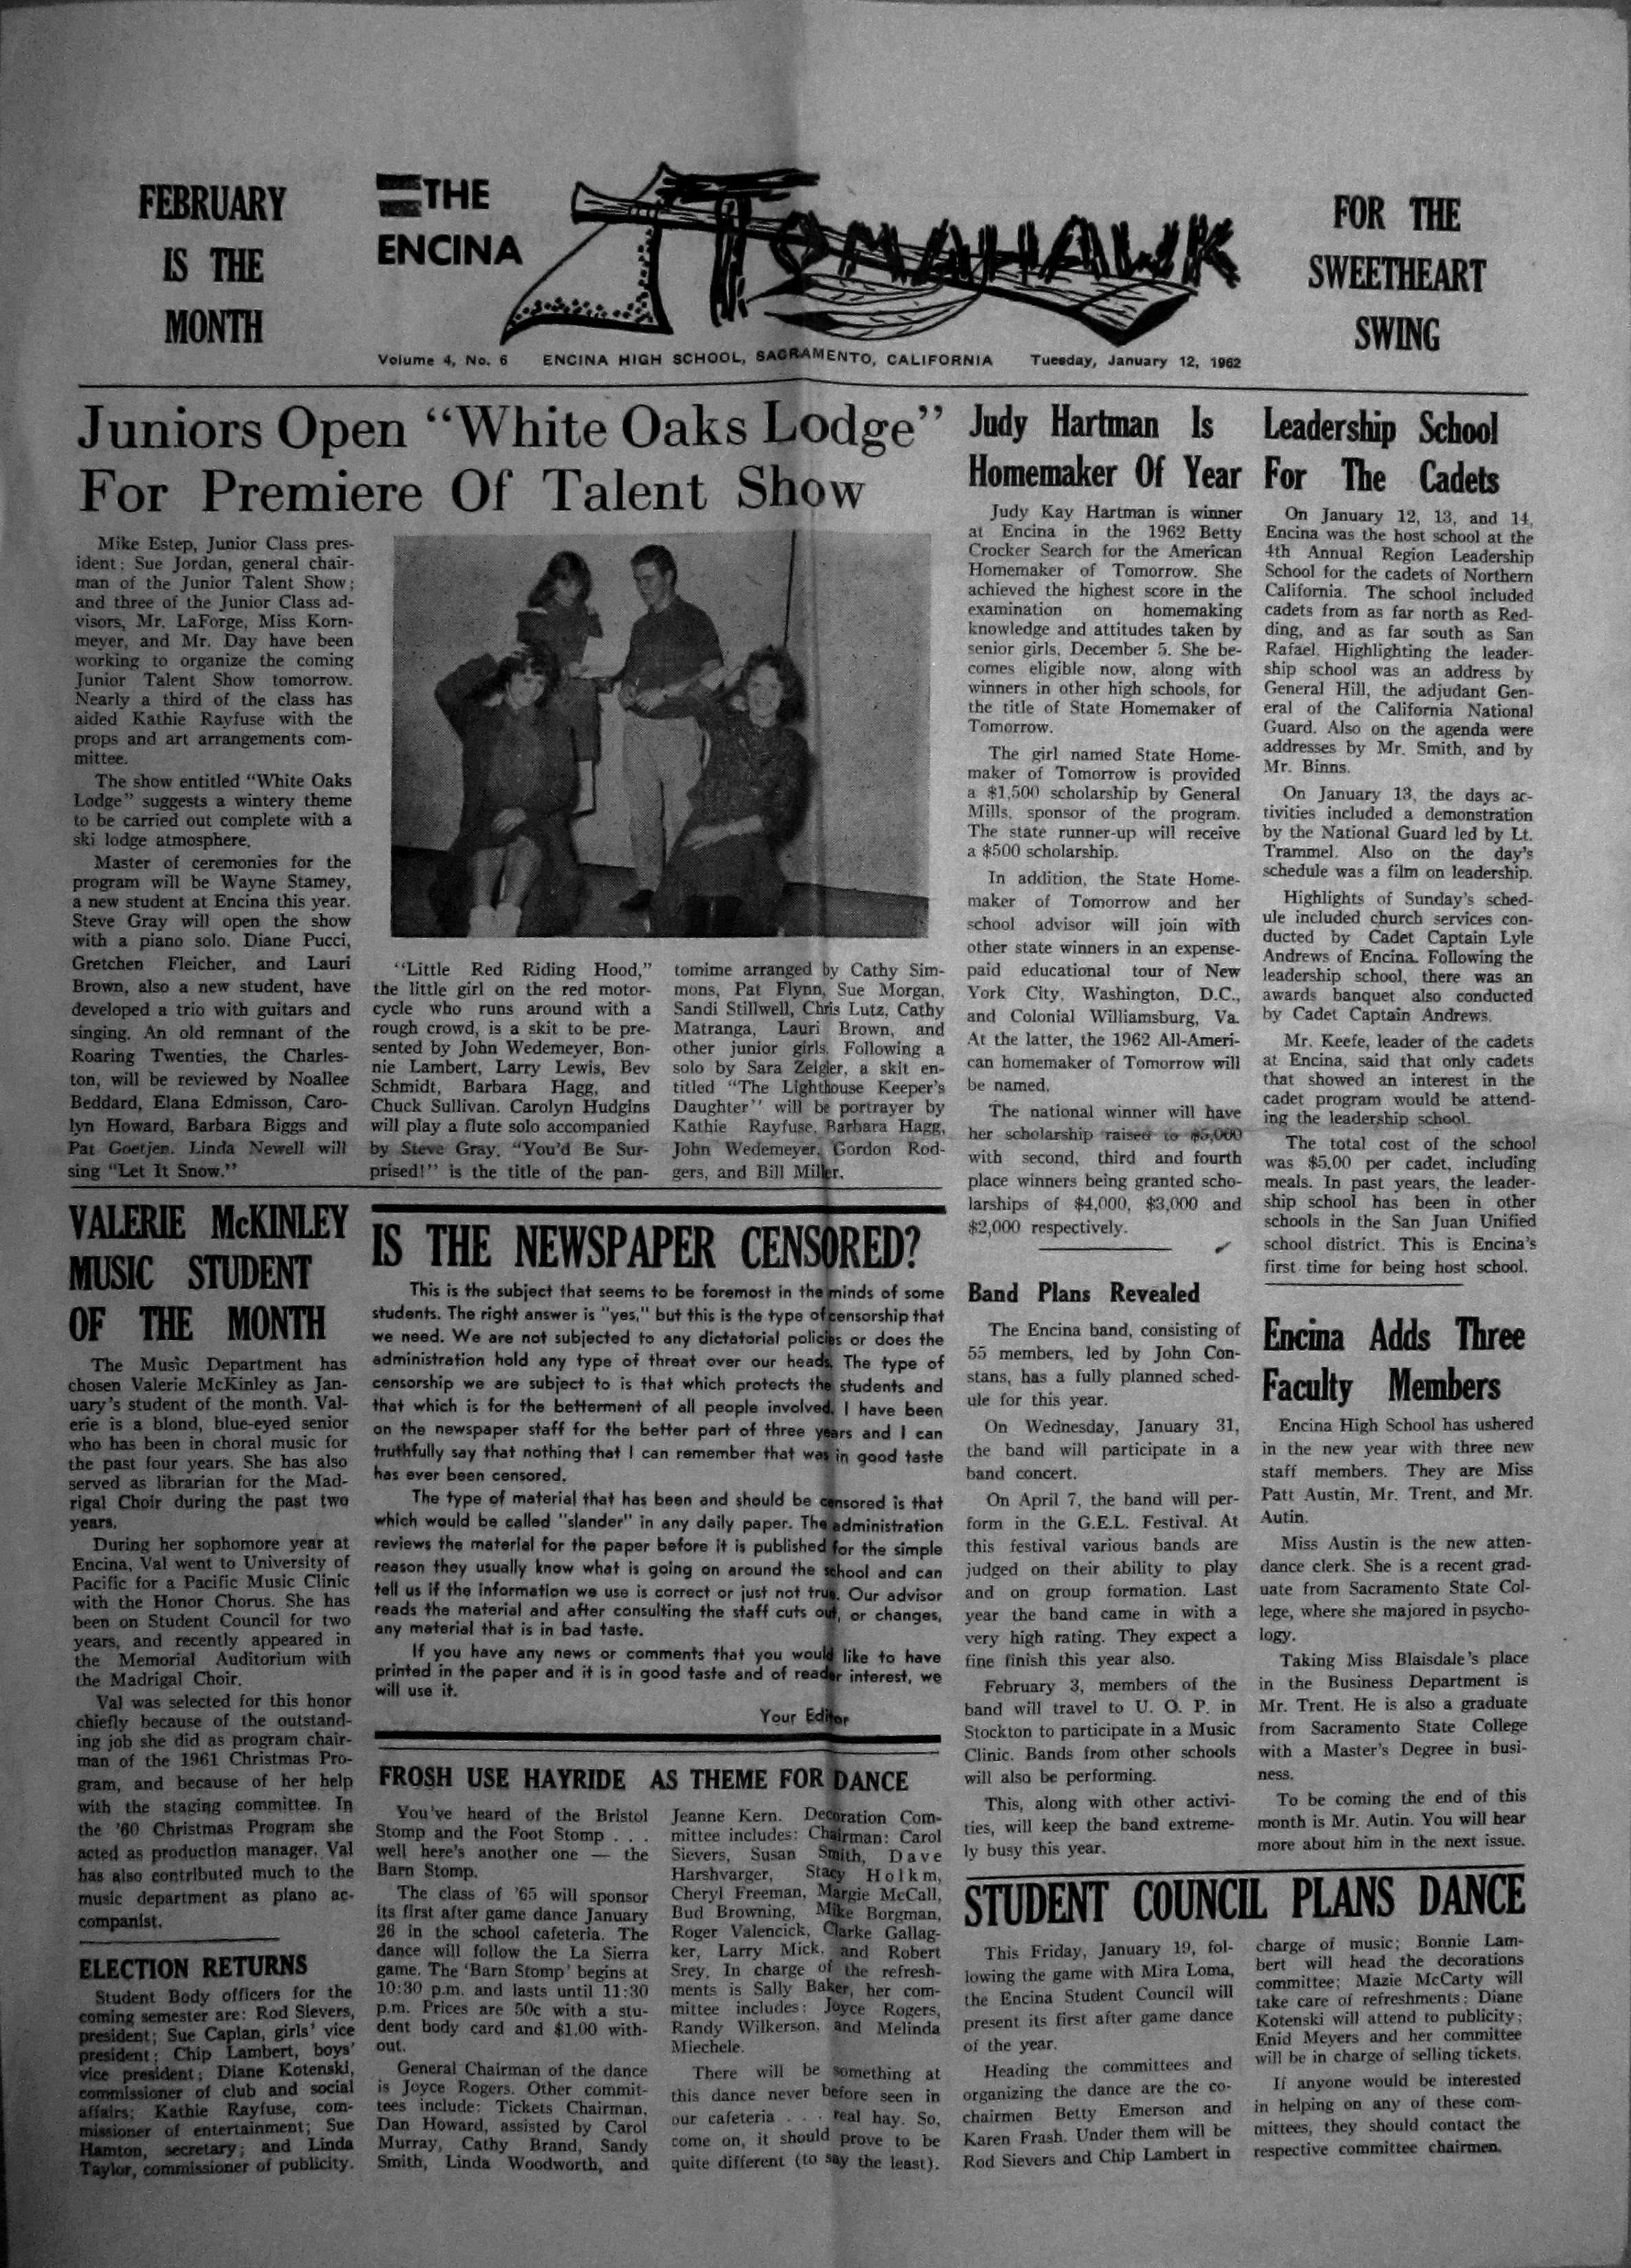 FEBRUARY
IS THE
MONTH
THE
ENCINA
TOMAHAWK
FOR THE
SWEETHEART
SWING
Volume 4, No. 6 ENCINA HIGH SCHOOL, SACRAMENTO, CALIFORNIA Tuesday, January 12, 1962
Juniors Open "White Oaks Lodge"
For Premiere Of Talent Show
Mike Estep, Junior Class pres-
ident; Sue Jordan, general chair-
man of the Junior Talent Show;
and three of the Junior Class ad-
visors, Mr. LaForge, Miss Korn-
meyer, and Mr. Day have been
working to organize the coming
Junior Talent Show tomorrow.
Nearly a third of the class has
aided Kathie Rayfuse with the
props and art arrangements com-
mittee.
The show entitled "White Oaks
Lodge" suggests a wintery theme
to be carried out complete with a
ski lodge atmosphere.
Master of ceremonies for the
program will be Wayne Stamey,
a new student at Encina this year.
Steve Gray will open the show
with a piano solo. Diane Pucci,
Gretchen Fleicher, and Lauri
Brown, also a new student, have
developed a trio with guitars and
singing. An old remnant of the
Roaring Twenties, the Charles-
ton, will be reviewed by Noallee
Beddard, Elana Edmisson, Caro-
lyn Howard, Barbara Biggs and
Pat Goetjen. Linda Newell will
sing "Let It Snow."
"Little Red Riding Hood,"
the little girl on the red motor-
cycle who runs around with a
rough crowd, is a skit to be pre-
sented by John Wedemeyer, Bon-
nie Lambert, Larry Lewis, Bev
Schmidt, Barbara Hagg, and
Chuck Sullivan. Carolyn Hudgins
will play a flute solo accompanied
by Steve Gray. "You'd Be Sur-
prised!" is the title of the pan-
tomime arranged by Cathy Sim-
mons, Pat Flynn, Sue Morgan,
Sandi Stillwell, Chris Lutz, Cathy
Matranga, Lauri Brown, and
other junior girls. Following a
solo by Sara Zeigler, a skit en-
titled "The Lighthouse Keeper's
Daughter" will be portrayer by
Kathie Rayfuse, Barbara Hagg,
John Wedemeyer, Gordon Rod-
gers, and Bill Miller.
Judy Hartman Is
Homemaker Of Year
Judy Kay Hartman is winner
at Encina in the 1962 Betty
Crocker Search for the American
Homemaker of Tomorrow. She
achieved the highest score in the
examination on homemaking
knowledge and attitudes taken by
senior girls, December 5. She be-
comes eligible now, along with
winners in other high schools, for
the title of State Homemaker of
Tomorrow.
The girl named State Home-
maker of Tomorrow is provided
a $1,500 scholarship by General
Mills, sponsor of the program.
The state runner-up will receive
a $500 scholarship.
In addition, the State Home-
maker of Tomorrow and her
school advisor will join with
other state winners in an expense-
paid educational tour of New
York City, Washington, D.C.,
and Colonial Williamsburg, Va.
At the latter, the 1962 All-Ameri-
can homemaker of Tomorrow will
be named.
The national winner will have
her scholarship raised to $5,000
with second, third and fourth
place winners being granted scho-
larships of $4,000, $3,000 and
$2,000 respectively.
Leadership School
For The Cadets
On January 12, 13, and 14,
Encina was the host school at the
4th Annual Region Leadership
School for the cadets of Northern
California. The school included
cadets from as far north as Red-
ding, and as far south as San
Rafael. Highlighting the leader-
ship school was an address by
General Hill, the adjudant Gen-
eral of the California National
Guard. Also on the agenda were
addresses by Mr. Smith, and by
Mr. Binns.
On January 13, the days ac-
tivities included a demonstration
by the National Guard led by Lt.
Trammel. Also on the day's
schedule was a film on leadership.
Highlights of Sunday's sched-
ule included church services con-
ducted by Cadet Captain Lyle
Andrews of Encina. Following the
leadership school, there was an
awards banquet also conducted
by Cadet Captain Andrews.
Mr. Keefe, leader of the cadets
at Encina, said that only cadets
that showed an interest in the
cadet program would be attend-
ing the leadership school.
The total cost of the school
was $5.00 per cadet, including
meals. In past years, the leader-
ship school has been in other
schools in the San Juan Unified
school district. This is Encina's
first time for being host school.
VALERIE McKINLEY
MUSIC STUDENT
OF THE MONTH
The Music Department has
chosen Valerie McKinley as Jan-
uary's student of the month. Val-
erie is a blond, blue-eyed senior
who has been in choral music for
the past four years. She has also
served as librarian for the Mad-
rigal Choir during the past two
years.
During her sophomore year at
Encina, Val went to University of
Pacific for a Pacific Music Clinic
with the Honor Chorus. She has
been on Student Council for two
years, and recently appeared in
the Memorial Auditorium with
the Madrigal Choir.
Val was selected for this honor
chiefly because of the outstand-
ing job she did as program chair-
man of the 1961 Christmas Pro-
gram, and because of her help
with the staging committee. In
the '60 Christmas Program she
acted as production manager. Val
has also contributed much to the
music department as piano ac-
companist.
ELECTION RETURNS
Student Body officers for the
coming semester are: Rod Sievers,
president; Sue Caplan, girls' vice
president; Chip Lambert, boys'
vice president; Diane Kotenski,
commissioner of club and social
affairs; Kathie Rayfuse, com-
missioner of entertainment; Sue
Hamton, secretary; and Linda
Taylor, commissioner of publicity.
IS THE NEWSPAPER CENSORED?
This is the subject that seems to be foremost in the minds of some
students. The right answer is "yes," but this is the type of censorship that
we need. We are not subjected to any dictatorial policies or does the
administration hold any type of threat over our heads. The type of
censorship we are subject to is that which protects the students and
that which is for the betterment of all people involved. I have been
on the newspaper staff for the better part of three years and I can
truthfully say that nothing that I can remember that was in good taste
has ever been censored.
The type of material that has been and should be censored is that
which would be called "slander" in any daily paper. The administration
reviews the material for the paper before it is published for the simple
reason they usually know what is going on around the school and can
tell us if the information we use is correct or just not true. Our advisor
reads the material and after consulting the staff cuts out, or changes,
any material that is in bad taste.
If you have any news or comments that you would like to have
printed in the paper and it is in good taste and of reader interest, we
will use it.
Your Editor
FROSH USE HAYRIDE AS THEME FOR DANCE
You've heard of the Bristol
Stomp and the Foot Stomp . . .
well here's another one — the
Barn Stomp.
The class of '65 will sponsor
its first after game dance January
26 in the school cafeteria. The
dance will follow the La Sierra
game. The 'Barn Stomp' begins at
10:30 p.m. and lasts until 11:30
p.m. Prices are 50c with a stu-
dent body card and $1.00 with-
out.
General Chairman of the dance
is Joyce Rogers. Other commit-
tees include: Tickets Chairman,
Dan Howard, assisted by Carol
Murray, Cathy Brand, Sandy
Smith, Linda Woodworth, and
Jeanne Kern. Decoration Com-
mittee includes: Chairman: Carol
Sievers, Susan Smith, Dave
Harshvarger, Stacy Holkm,
Cheryl Freeman, Margie McCall,
Bud Browning, Mike Borgman,
Roger Valencick, Clarke Gallag-
ker, Larry Mick, and Robert
Srey. In charge of the refresh-
ments is Sally Baker, her com-
mittee includes: Joyce Rogers,
Randy Wilkerson, and Melinda
Miechele.
There will be something at
this dance never before seen in
our cafeteria . . . real hay. So,
come on, it should prove to be
quite different (to say the least).
Band Plans Revealed
The Encina band, consisting of
55 members, led by John Con-
stans, has a fully planned sched-
ule for this year.
On Wednesday, January 31,
the band will participate in a
band concert.
On April 7, the band will per-
form in the G.E.L. Festival. At
this festival various bands are
judged on their ability to play
and on group formation. Last
year the band came in with a
very high rating. They expect a
fine finish this year also.
February 3, members of the
band will travel to U. O. P. in
Stockton to participate in a Music
Clinic. Bands from other schools
will also be performing.
This, along with other activi-
ties, will keep the band extreme-
ly busy this year.
Encina Adds Three
Faculty Members
Encina High School has ushered
in the new year with three new
staff members. They are Miss
Patt Austin, Mr. Trent, and Mr.
Autin.
Miss Austin is the new atten-
dance clerk. She is a recent grad-
uate from Sacramento State Col-
lege, where she majored in psycho-
logy.
Taking Miss Blaisdale's place
in the Business Department is
Mr. Trent. He is also a graduate
from Sacramento State College
with a Master's Degree in busi-
ness.
To be coming the end of this
month is Mr. Autin. You will hear
more about him in the next issue.
STUDENT COUNCIL PLANS DANCE
This Friday, January 19, fol-
lowing the game with Mira Loma,
the Encina Student Council will
present its first after game dance
of the year.
Heading the committees and
organizing the dance are the co-
chairmen Betty Emerson and
Karen Frash. Under them will be
Rod Sievers and Chip Lambert in
charge of music; Bonnie Lam-
bert will head the decorations
committee; Mazie McCarty will
take care of refreshments; Diane
Kotenski will attend to publicity;
Enid Meyers and her committee
will be in charge of selling tickets.
If anyone would be interested
in helping on any of these com-
mittees, they should contact the
respective committee chairmen.